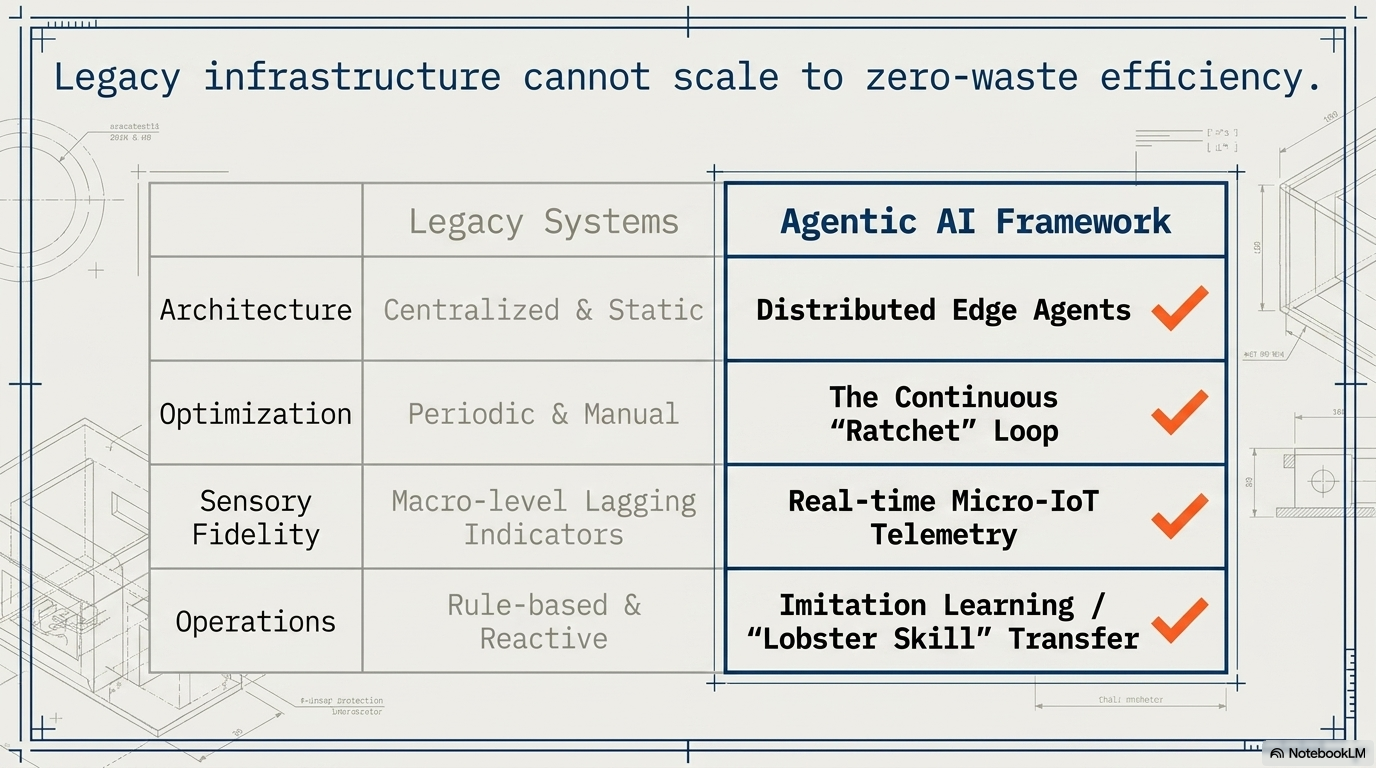 Legacy infrastructure cannot scale to zero-waste efficiency.
Legacy Systems
Agentic AI Framework
Architecture
Centralized & Static
Distributed Edge Agents
Optimization
Periodic & Manual
The Continuous
“Ratchet” Loop
Sensory
Fidelity
Macro-level Lagging
Indicators
Real-time Micro-IoT
Telemetry
Operations
Rule-based &
Reactive
Imitation Learning /
“Lobster Skill” Transfer
100
NotebookLM